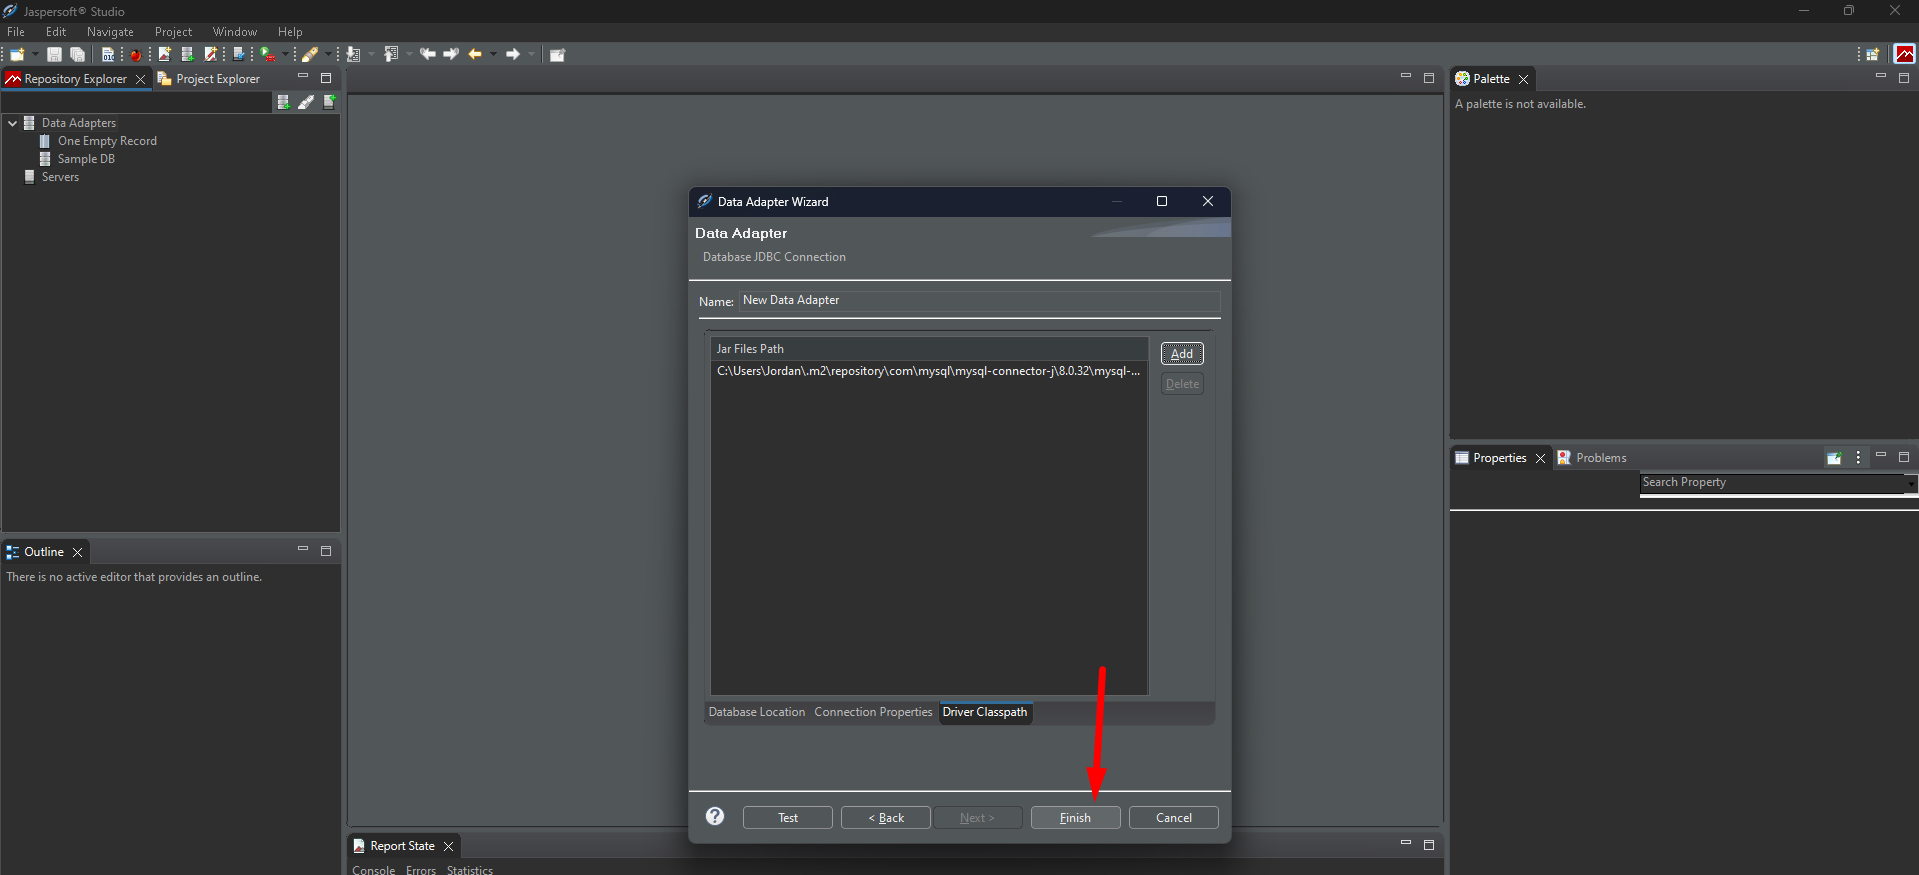 Jaspersoft® Studio
File Edit Navigate Project Window Help
Repository Explorer
Project Explorer
Data Adapters
One Empty Record
Sample DB
Servers
Outline
There is no active editor that provides an outline.
Data Adapter Wizard
Data Adapter
Database JDBC Connection
Name: New Data Adapter
Jar Files Path
C:\Users\Jordan\.m2\repository\com\mysql\mysql-connector-j\8.0.32\mysql-...
Add
Delete
Database Location Connection Properties Driver Classpath
? Test < Back Next > Finish Cancel
Report State
Console Errors Statistics
Palette
A palette is not available.
Properties Problems
Search Property